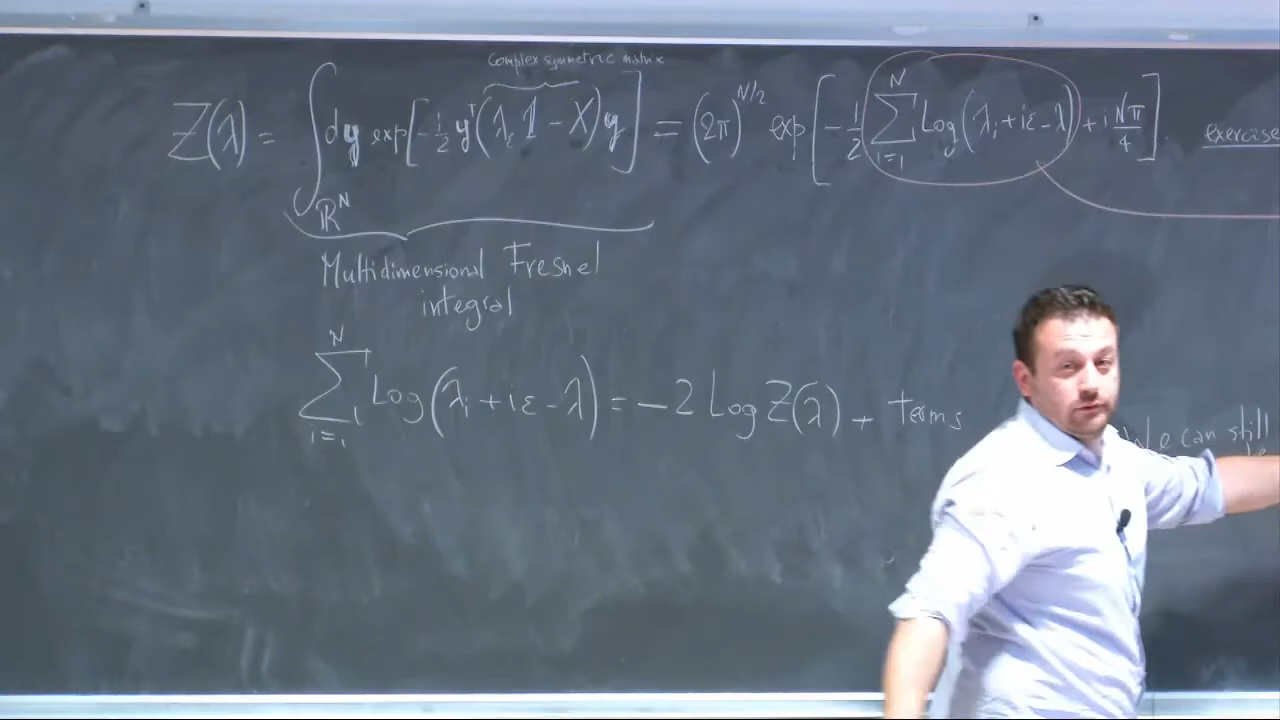 Complex symmetric matrix
Z(λ) = ∫_{ℝ^N} dy exp[-½ yᵀ(λ_ε 𝟙 - X) y] = (2π)^{N/2} exp[-½ ∑_{i=1}^{N} Log(λ_i + iε - λ) + i Nπ/4]. exercise
Multidimensional Fresnel
integral
∑_{i=1}^{N} Log(λ_i + iε - λ) = -2 Log Z(λ) + Terms
We can still